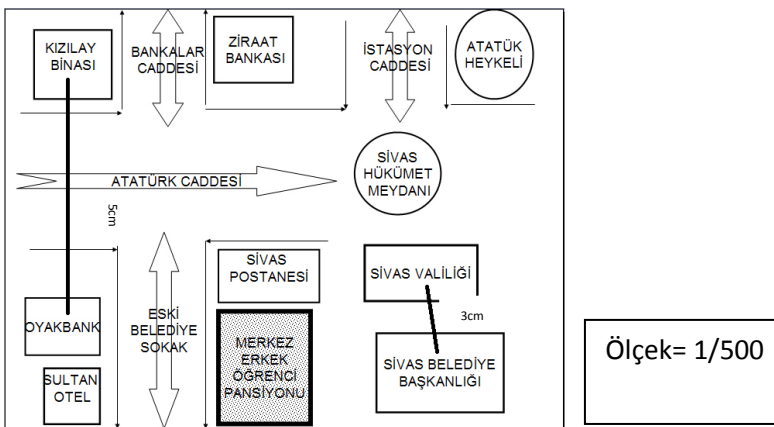 KIZILAY
BİNASI
BANKALAR
CADDESİ
ZİRAAT
BANKASI
İSTASYON
CADDESİ
ATATÜK
HEYKELİ
SİVAS
HÜKÜMET
MEYDANI
ATATÜRK CADDESİ
5cm
SİVAS
POSTANESİ
SİVAS VALİLİĞİ
OYAKBANK
ESKİ
BELEDİYE
SOKAK
MERKEZ
ERKEK
ÖĞRENCİ
PANSİYONU
3cm
SİVAS BELEDİYE
BAŞKANLIĞI
SULTAN
OTEL
Ölçek= 1/500